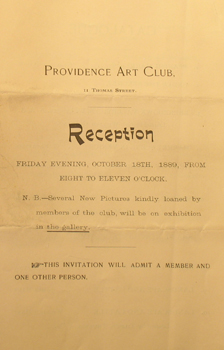 PROVIDENCE ART CLUB,
11 THOMAS STREET.
Reception
FRIDAY EVENING, OCTOBER 18TH, 1889, FROM
EIGHT TO ELEVEN O'CLOCK.
N. B.—Several New Pictures kindly loaned by
members of the club, will be on exhibition
in the gallery.
☞THIS INVITATION WILL ADMIT A MEMBER AND
ONE OTHER PERSON.